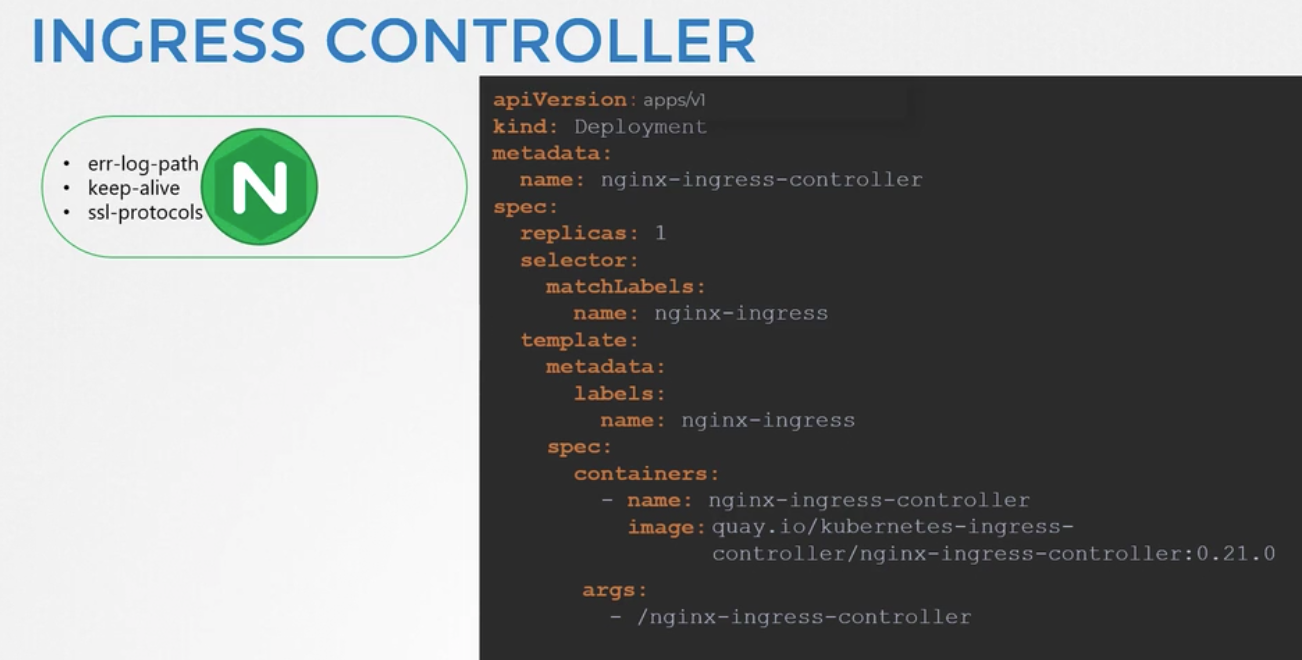 INGRESS CONTROLLER
• err-log-path
• keep-alive
• ssl-protocols
N
apiVersion: apps/v1
kind: Deployment
metadata:
  name: nginx-ingress-controller
spec:
  replicas: 1
  selector:
    matchLabels:
      name: nginx-ingress
  template:
    metadata:
      labels:
        name: nginx-ingress
    spec:
      containers:
        - name: nginx-ingress-controller
          image: quay.io/kubernetes-ingress-
                 controller/nginx-ingress-controller:0.21.0
      args:
        - /nginx-ingress-controller